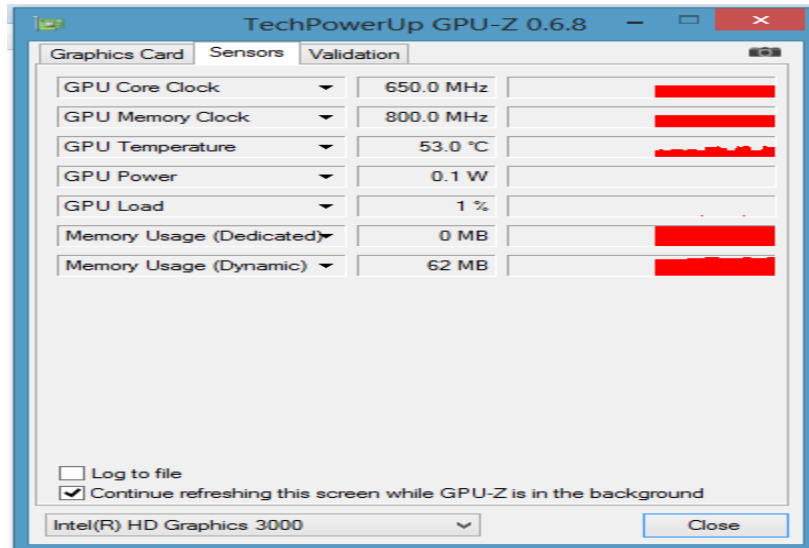 TechPowerUp GPU-Z 0.6.8
Graphics Card Sensors Validation
GPU Core Clock 650.0 MHz
GPU Memory Clock 800.0 MHz
GPU Temperature 53.0 °C
GPU Power 0.1 W
GPU Load 1 %
Memory Usage (Dedicated) 0 MB
Memory Usage (Dynamic) 62 MB
Log to file
Continue refreshing this screen while GPU-Z is in the background
Intel(R) HD Graphics 3000 Close